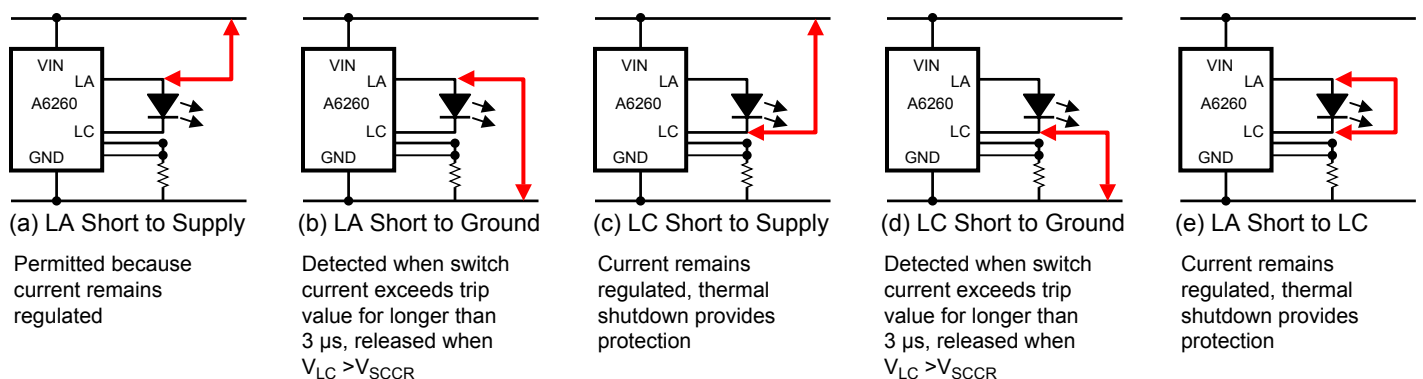 VIN
LA
A6260
LC
GND
(a) LA Short to Supply
Permitted because
current remains
regulated
VIN
LA
A6260
LC
GND
(b) LA Short to Ground
Detected when switch
current exceeds trip
value for longer than
3 µs, released when
VLC >VSCCR
VIN
LA
A6260
LC
GND
(c) LC Short to Supply
Current remains
regulated, thermal
shutdown provides
protection
VIN
LA
A6260
LC
GND
(d) LC Short to Ground
Detected when switch
current exceeds trip
value for longer than
3 µs, released when
VLC >VSCCR
VIN
LA
A6260
LC
GND
(e) LA Short to LC
Current remains
regulated, thermal
shutdown provides
protection